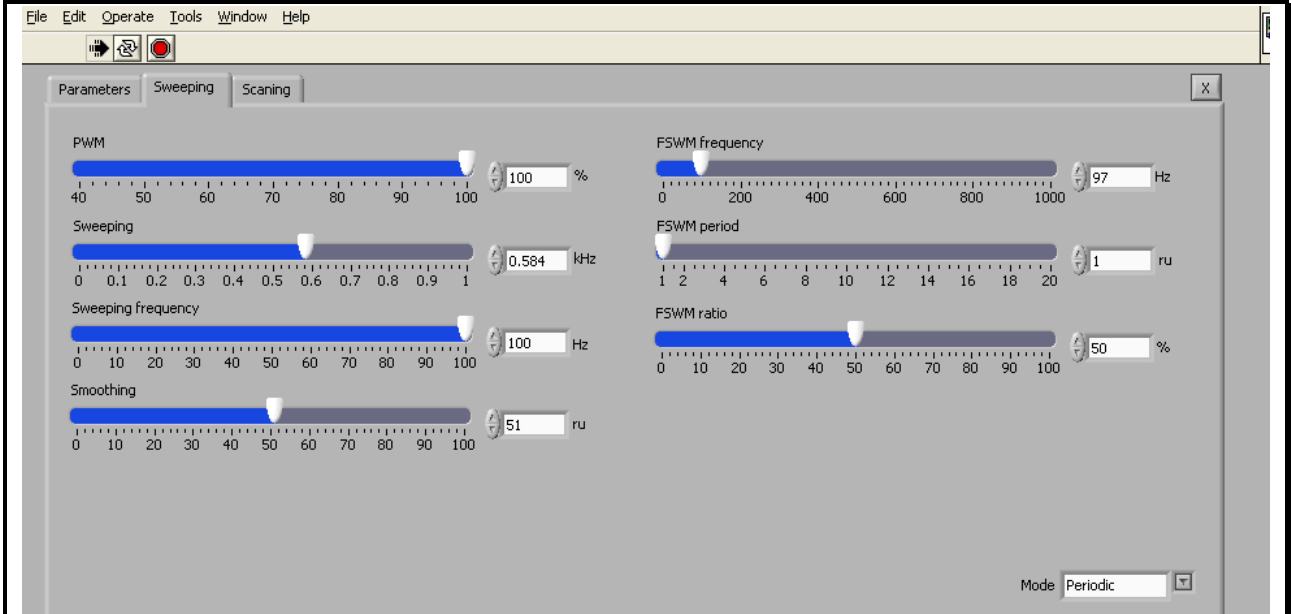 File Edit Operate Tools Window Help
Parameters Sweeping Scaning X
PWM
100 %
40 50 60 70 80 90 100
Sweeping
0.584 kHz
0 0.1 0.2 0.3 0.4 0.5 0.6 0.7 0.8 0.9 1
Sweeping frequency
100 Hz
0 10 20 30 40 50 60 70 80 90 100
Smoothing
51 ru
0 10 20 30 40 50 60 70 80 90 100
FSWM frequency
97 Hz
0 200 400 600 800 1000
FSWM period
1 ru
1 2 4 6 8 10 12 14 16 18 20
FSWM ratio
50 %
0 10 20 30 40 50 60 70 80 90 100
Mode Periodic